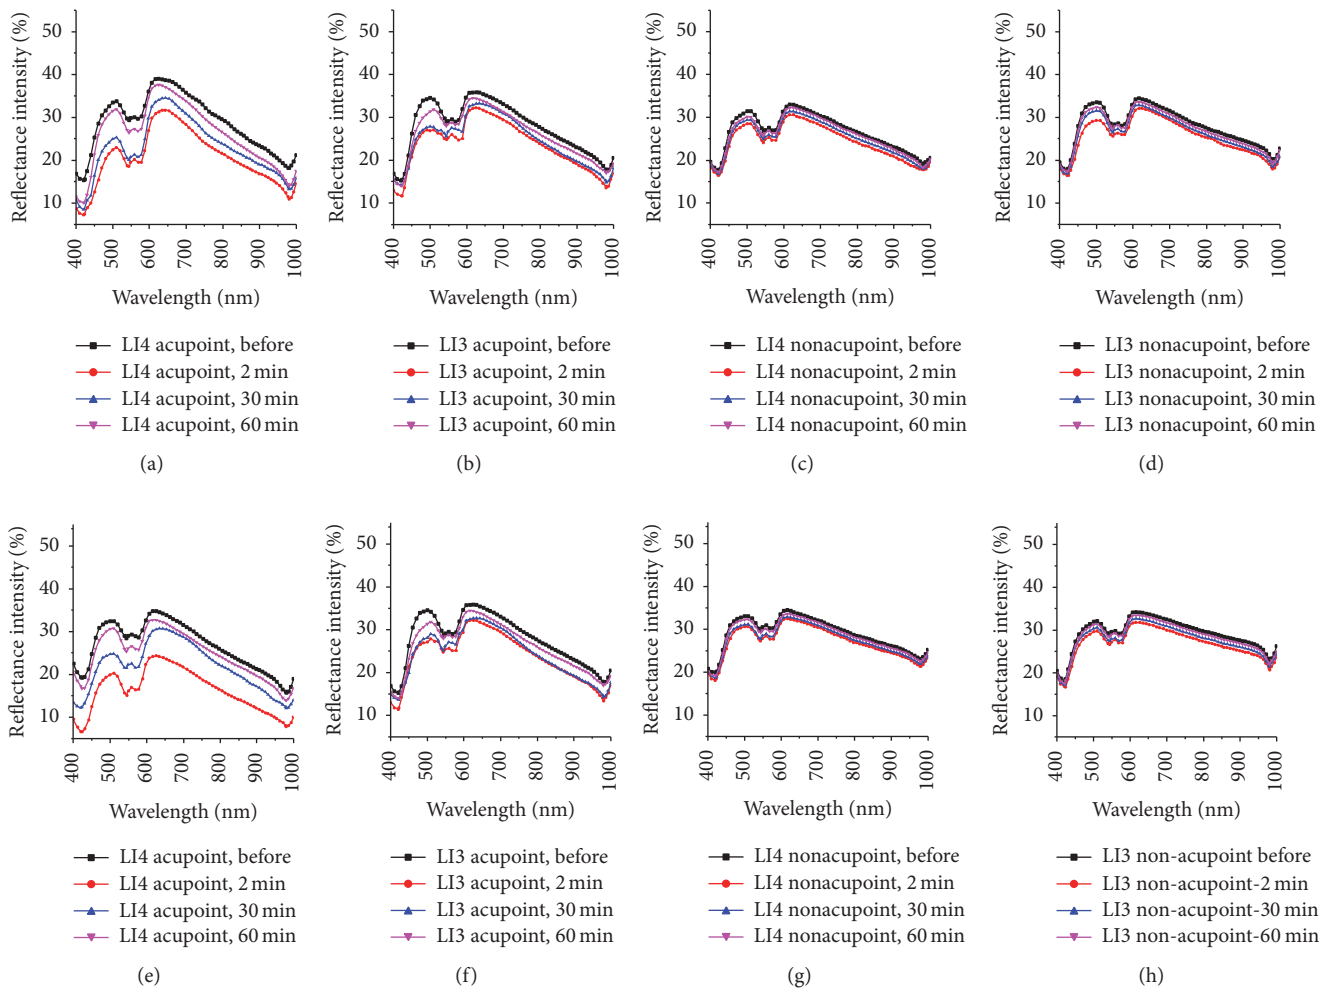 Reflectance intensity (%)
50
40
30
20
10
400
500
600
700
800
900
1000
Wavelength (nm)
LI4 acupoint, before
LI4 acupoint, 2 min
LI4 acupoint, 30 min
LI4 acupoint, 60 min
(a)
Reflectance intensity (%)
50
40
30
20
10
400
500
600
700
800
900
1000
Wavelength (nm)
LI3 acupoint, before
LI3 acupoint, 2 min
LI3 acupoint, 30 min
LI3 acupoint, 60 min
(b)
Reflectance intensity (%)
50
40
30
20
10
400
500
600
700
800
900
1000
Wavelength (nm)
LI4 nonacupoint, before
LI4 nonacupoint, 2 min
LI4 nonacupoint, 30 min
LI4 nonacupoint, 60 min
(c)
Reflectance intensity (%)
50
40
30
20
10
400
500
600
700
800
900
1000
Wavelength (nm)
LI3 nonacupoint, before
LI3 nonacupoint, 2 min
LI3 nonacupoint, 30 min
LI3 nonacupoint, 60 min
(d)
Reflectance intensity (%)
50
40
30
20
10
400
500
600
700
800
900
1000
Wavelength (nm)
LI4 acupoint, before
LI4 acupoint, 2 min
LI4 acupoint, 30 min
LI4 acupoint, 60 min
(e)
Reflectance intensity (%)
50
40
30
20
10
400
500
600
700
800
900
1000
Wavelength (nm)
LI3 acupoint, before
LI3 acupoint, 2 min
LI3 acupoint, 30 min
LI3 acupoint, 60 min
(f)
Reflectance intensity (%)
50
40
30
20
10
400
500
600
700
800
900
1000
Wavelength (nm)
LI4 nonacupoint, before
LI4 nonacupoint, 2 min
LI4 nonacupoint, 30 min
LI4 nonacupoint, 60 min
(g)
Reflectance intensity (%)
50
40
30
20
10
400
500
600
700
800
900
1000
Wavelength (nm)
LI3 non-acupoint before
LI3 non-acupoint-2 min
LI3 non-acupoint-30 min
LI3 non-acupoint-60 min
(h)